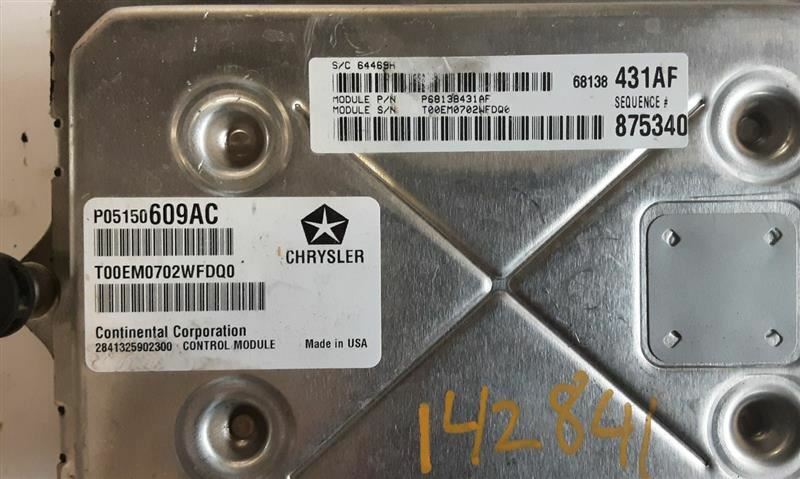 S/C 64469H
68138 431AF
MODULE P/N P68138431AF
MODULE S/N T00EM0702WFDQ0
SEQUENCE #
875340
P05150609AC
T00EM0702WFDQ0
CHRYSLER
Continental Corporation
2841325902300 CONTROL MODULE Made in USA
142841